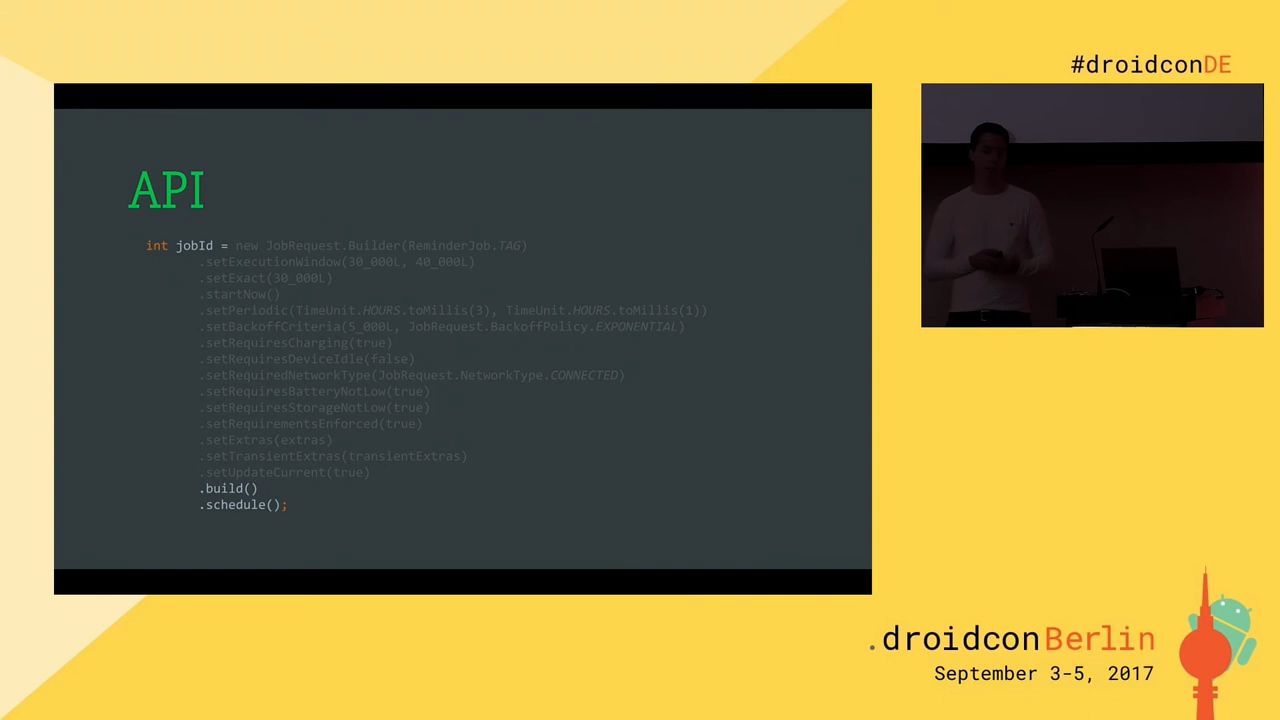 #droidconDE
API
int jobId = new JobRequest.Builder(ReminderJob.TAG)
.setExecutionWindow(30_000L, 40_000L)
.setExact(30_000L)
.startNow()
.setPeriodic(TimeUnit.HOURS.toMillis(3), TimeUnit.HOURS.toMillis(1))
.setBackoffCriteria(5_000L, JobRequest.BackoffPolicy.EXPONENTIAL)
.setRequiresCharging(true)
.setRequiresDeviceIdle(false)
.setRequiredNetworkType(JobRequest.NetworkType.CONNECTED)
.setRequiresBatteryNotLow(true)
.setRequiresStorageNotLow(true)
.setRequirementsEnforced(true)
.setExtras(extras)
.setTransientExtras(transientExtras)
.setUpdateCurrent(true)
.build()
.schedule();
.droidconBerlin
September 3-5, 2017